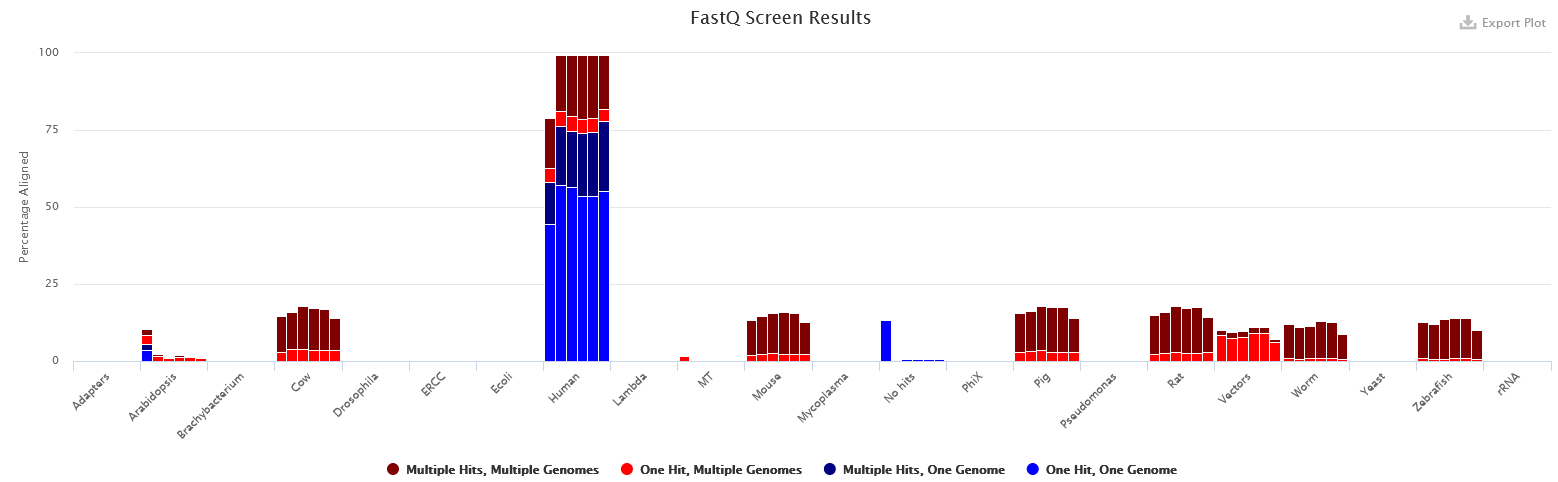 FastQ Screen Results
Export Plot
Percentage Aligned
100
75
50
25
0
Adapters
Arabidopsis
Brachybacterium
Cow
Drosophila
ERCC
Ecoli
Human
Lambda
MT
Mouse
Mycoplasma
No hits
PhiX
Pig
Pseudomonas
Rat
Vectors
Worm
Yeast
Zebrafish
rRNA
Multiple Hits, Multiple Genomes
One Hit, Multiple Genomes
Multiple Hits, One Genome
One Hit, One Genome